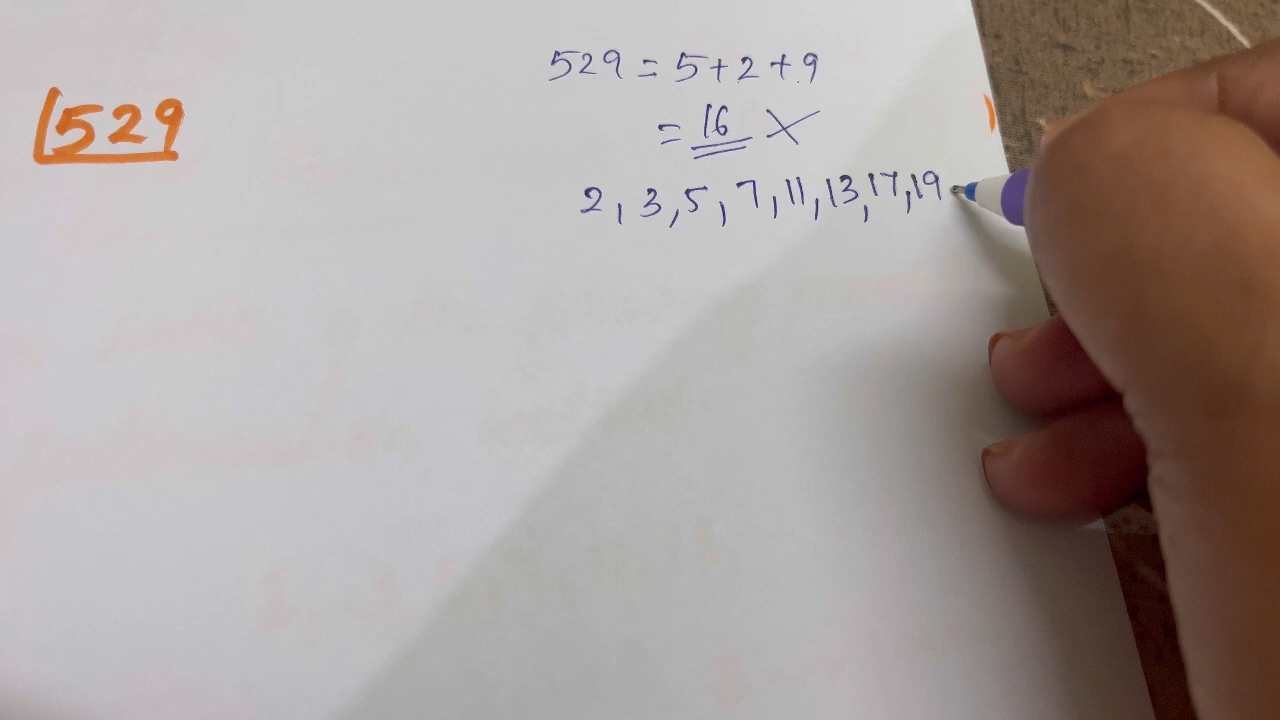 529
529 = 5+2+9
= 16 ×
2, 3, 5, 7, 11, 13, 17, 19